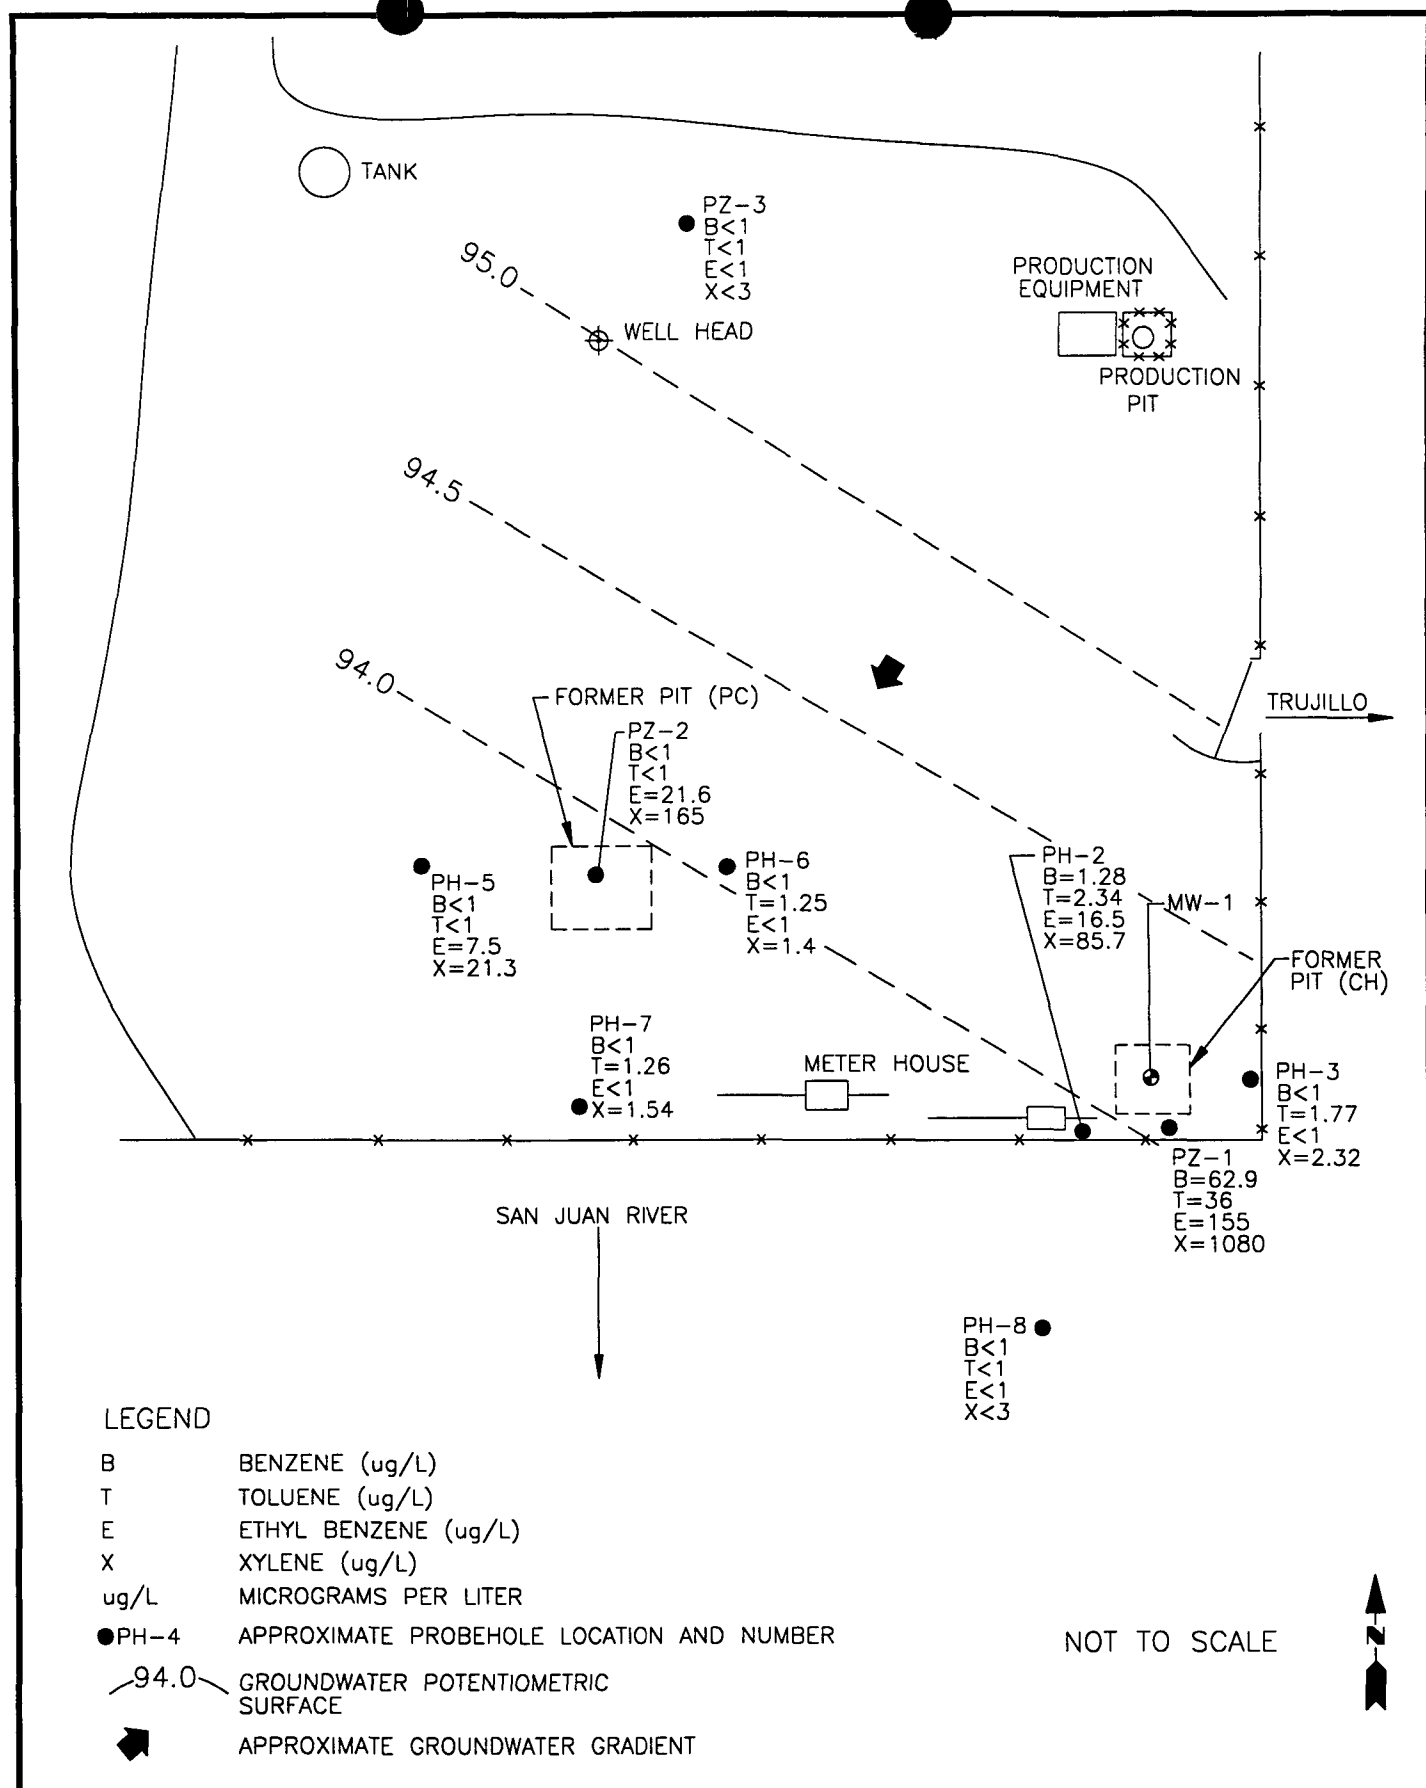 TANK
PZ-3
B<1
T<1
E<1
X<3
95.0
WELL HEAD
PRODUCTION
EQUIPMENT
PRODUCTION
PIT
94.5
94.0
FORMER PIT (PC)
PZ-2
B<1
T<1
E=21.6
X=165
TRUJILLO
PH-5
B<1
T<1
E=7.5
X=21.3
PH-6
B<1
T=1.25
E<1
X=1.4
PH-2
B=1.28
T=2.34
E=16.5
X=85.7
MW-1
FORMER
PIT (CH)
PH-7
B<1
T=1.26
E<1
X=1.54
METER HOUSE
PH-3
B<1
T=1.77
E<1
X=2.32
PZ-1
B=62.9
T=36
E=155
X=1080
SAN JUAN RIVER
PH-8
B<1
T<1
E<1
X<3
LEGEND
B BENZENE (ug/L)
T TOLUENE (ug/L)
E ETHYL BENZENE (ug/L)
X XYLENE (ug/L)
ug/L MICROGRAMS PER LITER
PH-4 APPROXIMATE PROBEHOLE LOCATION AND NUMBER
94.0 GROUNDWATER POTENTIOMETRIC
SURFACE
APPROXIMATE GROUNDWATER GRADIENT
NOT TO SCALE
N